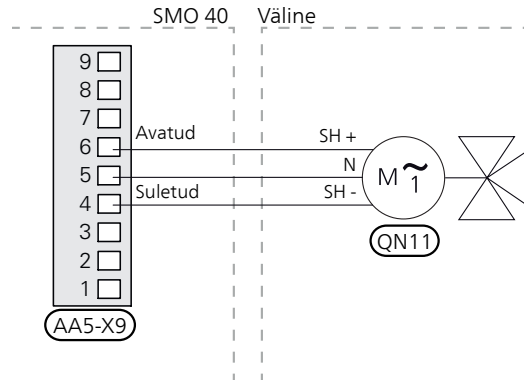 SMO 40 Väline
9
8
7
6 Avatud SH +
5 N
4 Suletud SH -
3
2
1
M ~ 1
QN11
AA5-X9